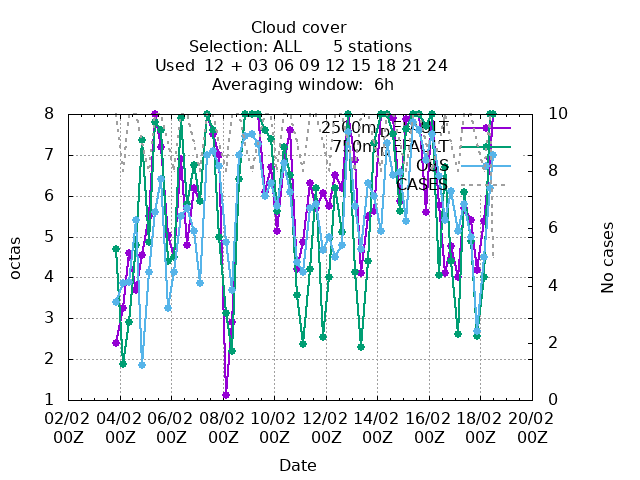 Cloud cover
Selection: ALL 5 stations
Used 12 + 03 06 09 12 15 18 21 24
Averaging window: 6h
8
7
6
5
4
3
2
1
octas
10
8
6
4
2
0
No cases
OBS
CASES
02/02 04/02 06/02 08/02 10/02 12/02 14/02 16/02 18/02 20/02
00Z 00Z 00Z 00Z 00Z 00Z 00Z 00Z 00Z 00Z
Date